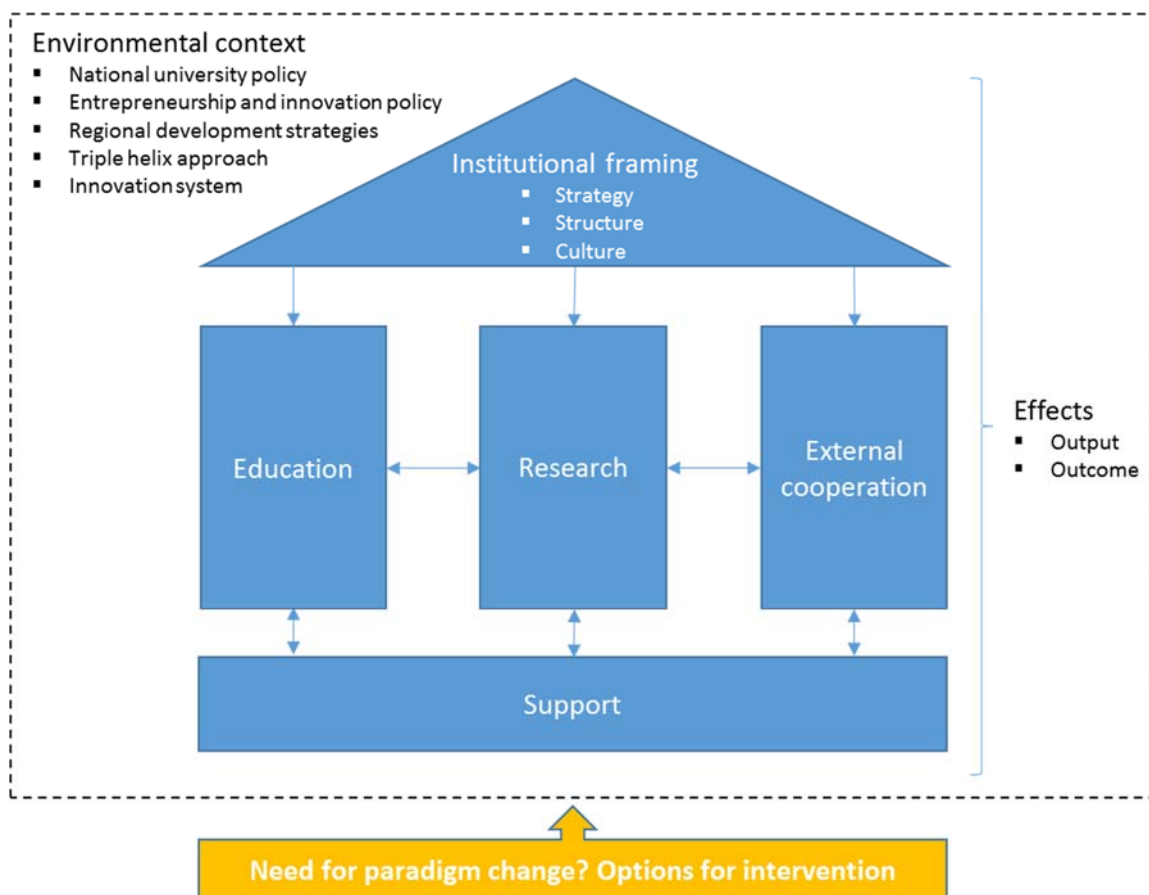 Environmental context
▪ National university policy
▪ Entrepreneurship and innovation policy
▪ Regional development strategies
▪ Triple helix approach
▪ Innovation system
Institutional framing
▪ Strategy
▪ Structure
▪ Culture
Education
Research
External
cooperation
Effects
▪ Output
▪ Outcome
Support
Need for paradigm change? Options for intervention